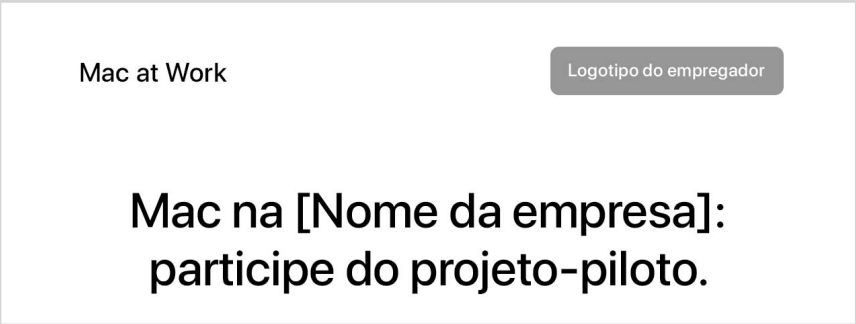 Mac at Work
Logotipo do empregador
Mac na [Nome da empresa]:
participe do projeto-piloto.